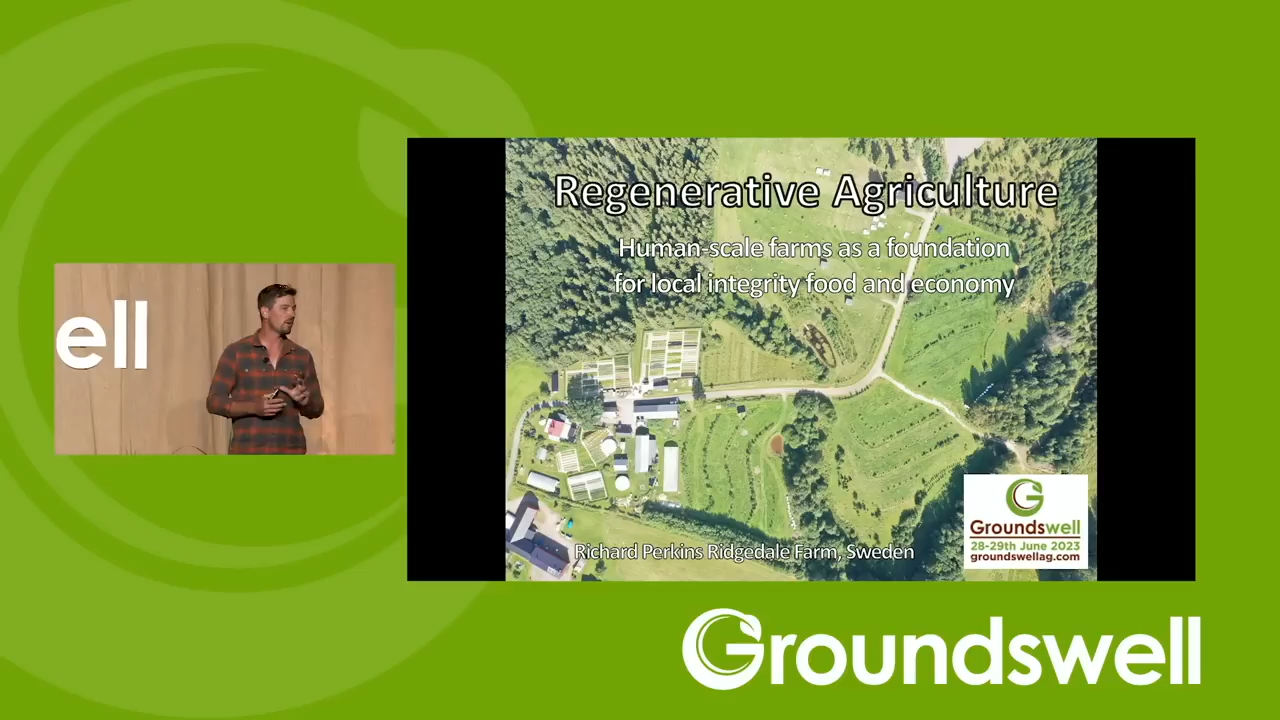 ell
Regenerative Agriculture
Human-scale farms as a foundation
for local integrity food and economy
Richard Perkins Ridgedale Farm, Sweden
Groundswell
28-29th June 2023
groundswellag.com
Groundswell